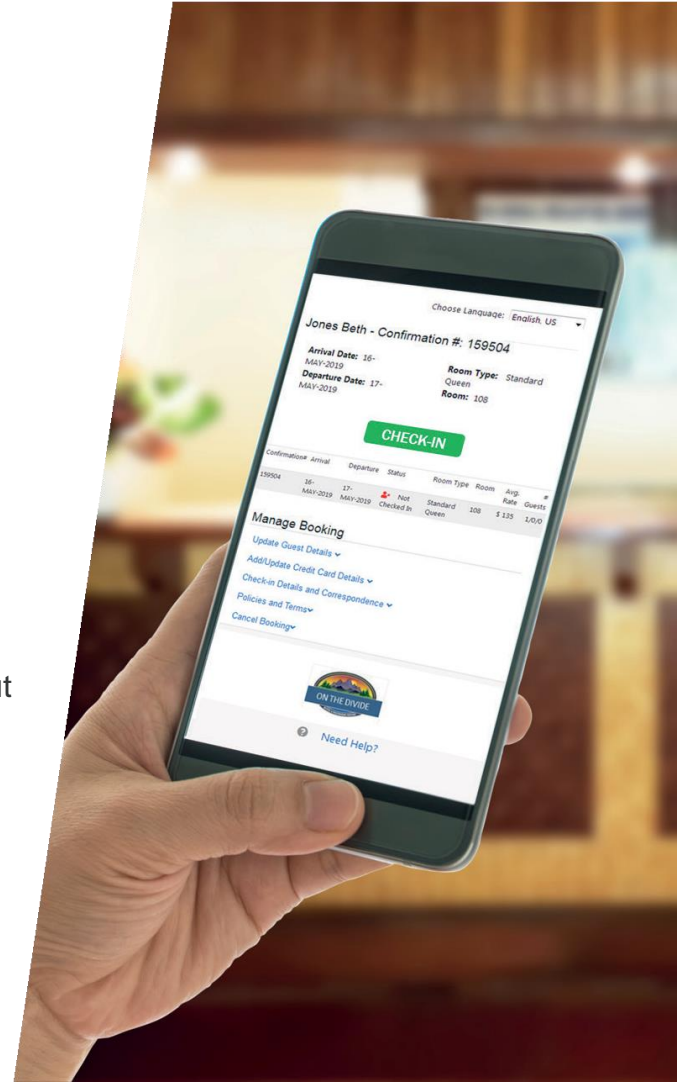 Choose Language: English, US
Jones Beth - Confirmation #: 159504
Arrival Date: 16-
MAY-2019
Departure Date: 17-
MAY-2019
Room Type: Standard
Queen
Room: 108
CHECK-IN
Confirmation# Arrival Departure Status Room Type Room Avg. Rate # Guests
159504 16-MAY-2019 17-MAY-2019 Not Checked In Standard Queen 108 $ 135 1/0/0
Manage Booking
Update Guest Details
Add/Update Credit Card Details
Check-in Details and Correspondence
Policies and Terms
Cancel Booking
ON THE DIVIDE
Need Help?